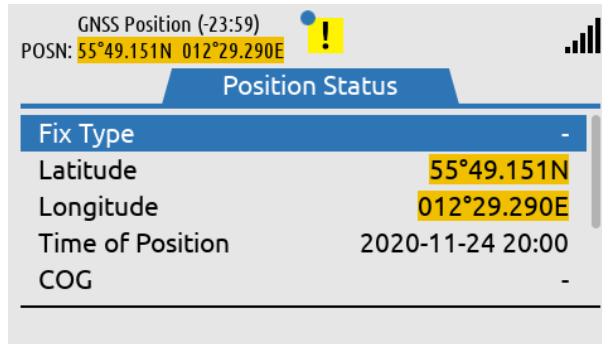 GNSS Position (-23:59)
POSN: 55°49.151N 012°29.290E
!
Position Status
Fix Type -
Latitude 55°49.151N
Longitude 012°29.290E
Time of Position 2020-11-24 20:00
COG -